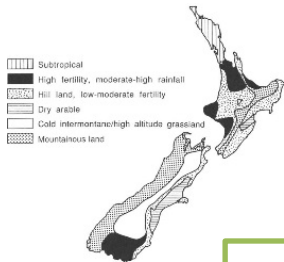 Subtropical
High fertility, moderate-high rainfall
Hill land, low-moderate fertility
Dry arable
Cold intermontane/high altitude grassland
Mountainous land